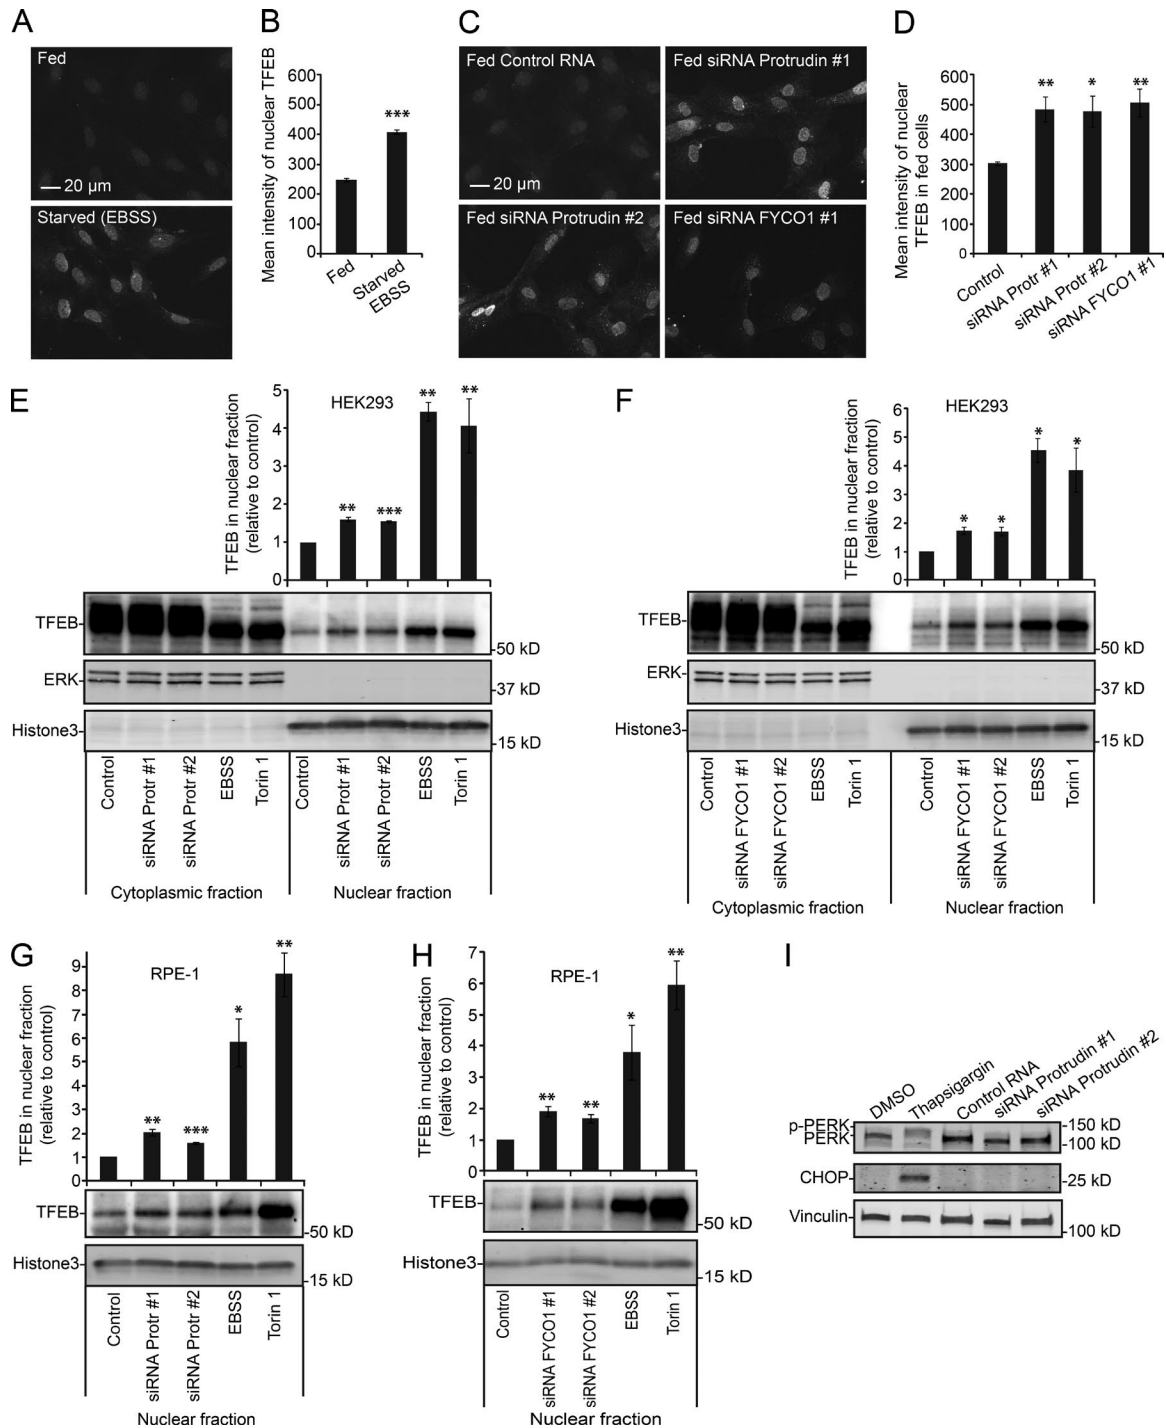 A
Fed
20 µm
Starved (EBSS)
B
Mean intensity of nuclear TFEB
600
500
400
300
200
100
0
***
Fed
Starved
EBSS
C
Fed Control RNA
20 µm
Fed siRNA Protrudin #1
Fed siRNA Protrudin #2
Fed siRNA FYCO1 #1
D
Mean intensity of nuclear
TFEB in fed cells
600
500
400
300
200
100
0
**
*
**
Control
siRNA Protr #1
siRNA Protr #2
siRNA FYCO1 #1
E
HEK293
TFEB in nuclear fraction
(relative to control)
5
4
3
2
1
0
**
***
**
**
TFEB
50 kD
ERK
37 kD
Histone3
15 kD
Control
siRNA Protr #1
siRNA Protr #2
EBSS
Torin 1
Control
siRNA Protr #1
siRNA Protr #2
EBSS
Torin 1
Cytoplasmic fraction
Nuclear fraction
F
HEK293
TFEB in nuclear fraction
(relative to control)
6
5
4
3
2
1
0
*
*
*
*
TFEB
50 kD
ERK
37 kD
Histone3
15 kD
Control
siRNA FYCO1 #1
siRNA FYCO1 #2
EBSS
Torin 1
Control
siRNA FYCO1 #1
siRNA FYCO1 #2
EBSS
Torin 1
Cytoplasmic fraction
Nuclear fraction
G
RPE-1
TFEB in nuclear fraction
(relative to control)
9
8
7
6
5
4
3
2
1
0
**
***
*
**
TFEB
50 kD
Histone3
15 kD
Control
siRNA Protr #1
siRNA Protr #2
EBSS
Torin 1
Nuclear fraction
H
RPE-1
TFEB in nuclear fraction
(relative to control)
7
6
5
4
3
2
1
0
**
**
*
**
TFEB
50 kD
Histone3
15 kD
Control
siRNA FYCO1 #1
siRNA FYCO1 #2
EBSS
Torin 1
Nuclear fraction
I
DMSO
Thapsigargin
Control RNA
siRNA Protrudin #1
siRNA Protrudin #2
p-PERK
PERK
150 kD
100 kD
CHOP
25 kD
Vinculin
100 kD